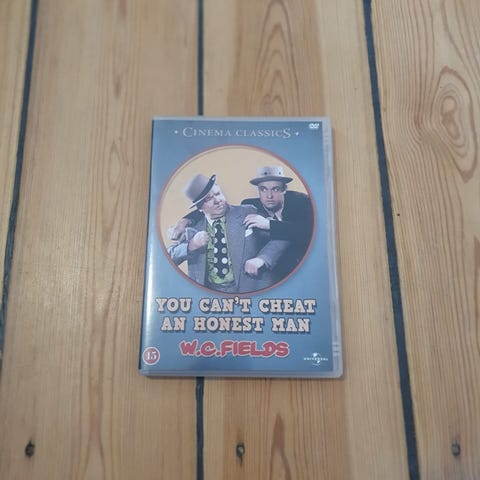 • CINEMA CLASSICS •
DVD
YOU CAN'T CHEAT
AN HONEST MAN
W.C.FIELDS
15
UNIVERSAL